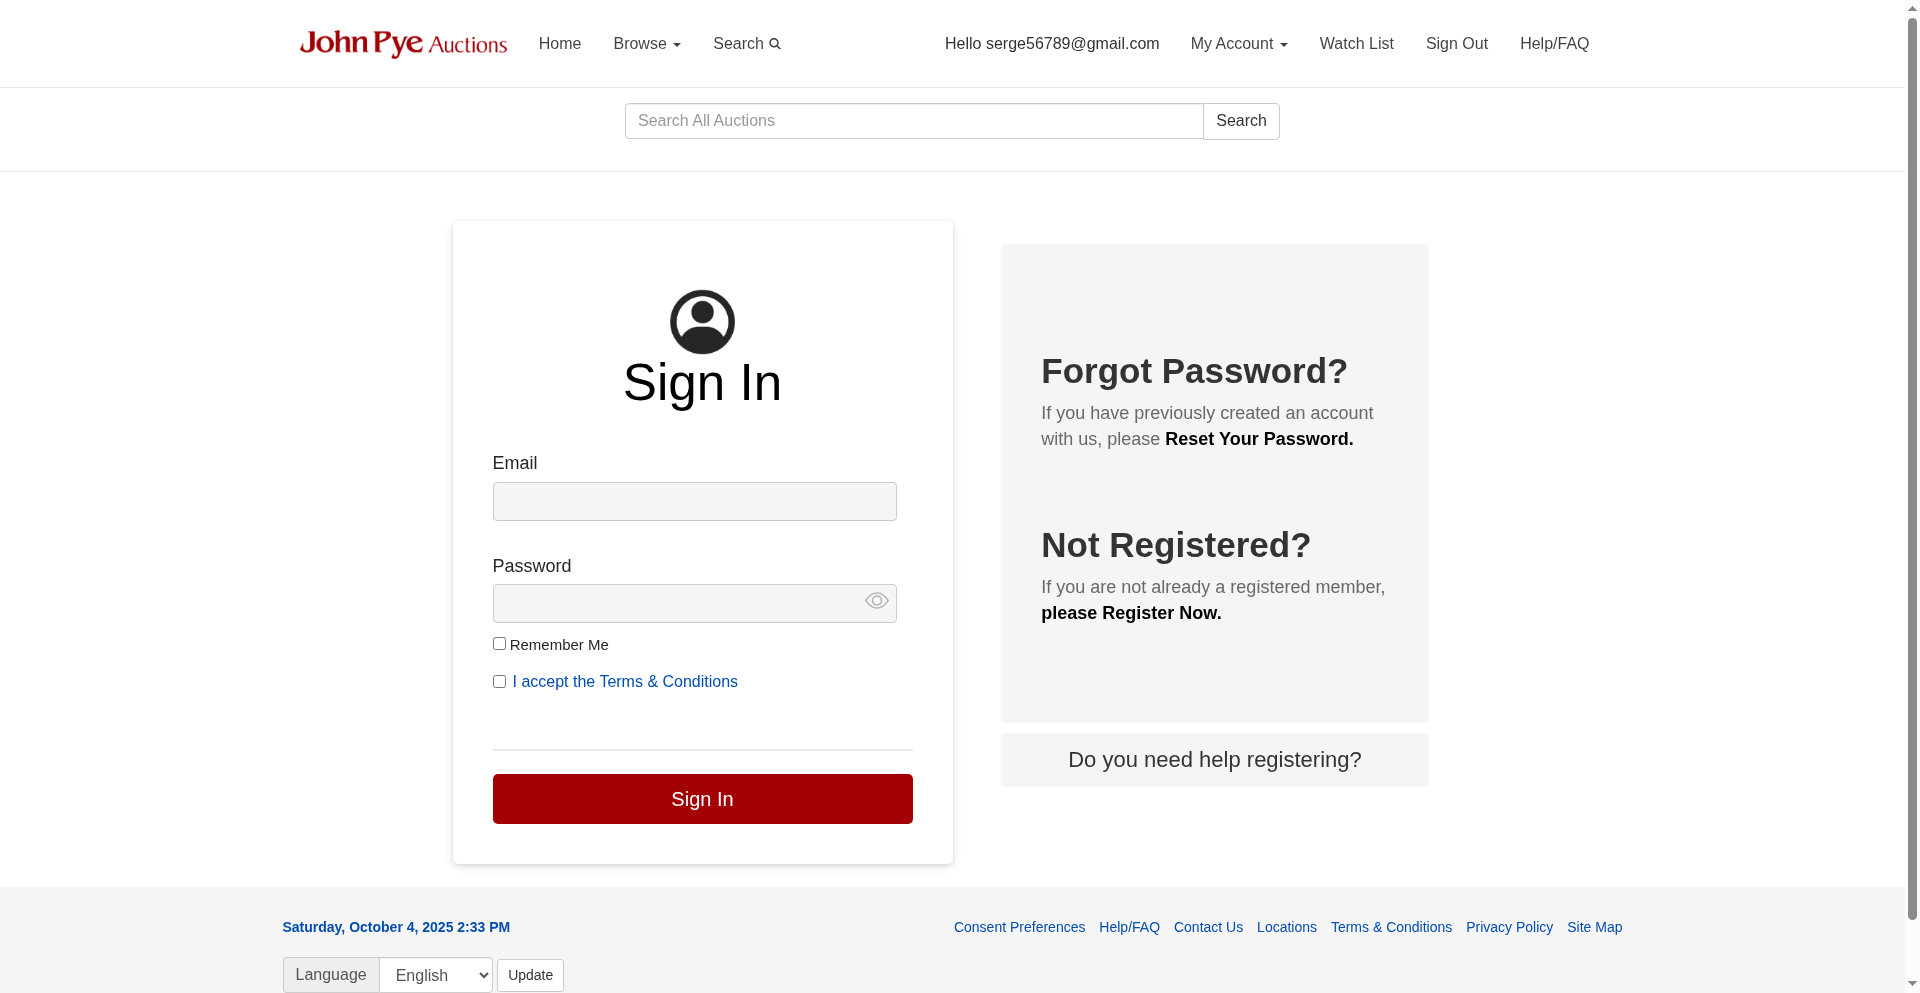 John Pye Auctions
Home
Browse
Search
Hello serge56789@gmail.com
My Account
Watch List
Sign Out
Help/FAQ
Search All Auctions
Search
Sign In
Email
Password
Remember Me
I accept the Terms & Conditions
Sign In
Forgot Password?
If you have previously created an account
with us, please Reset Your Password.
Not Registered?
If you are not already a registered member,
please Register Now.
Do you need help registering?
Saturday, October 4, 2025 2:33 PM
Consent Preferences
Help/FAQ
Contact Us
Locations
Terms & Conditions
Privacy Policy
Site Map
Language
English
Update